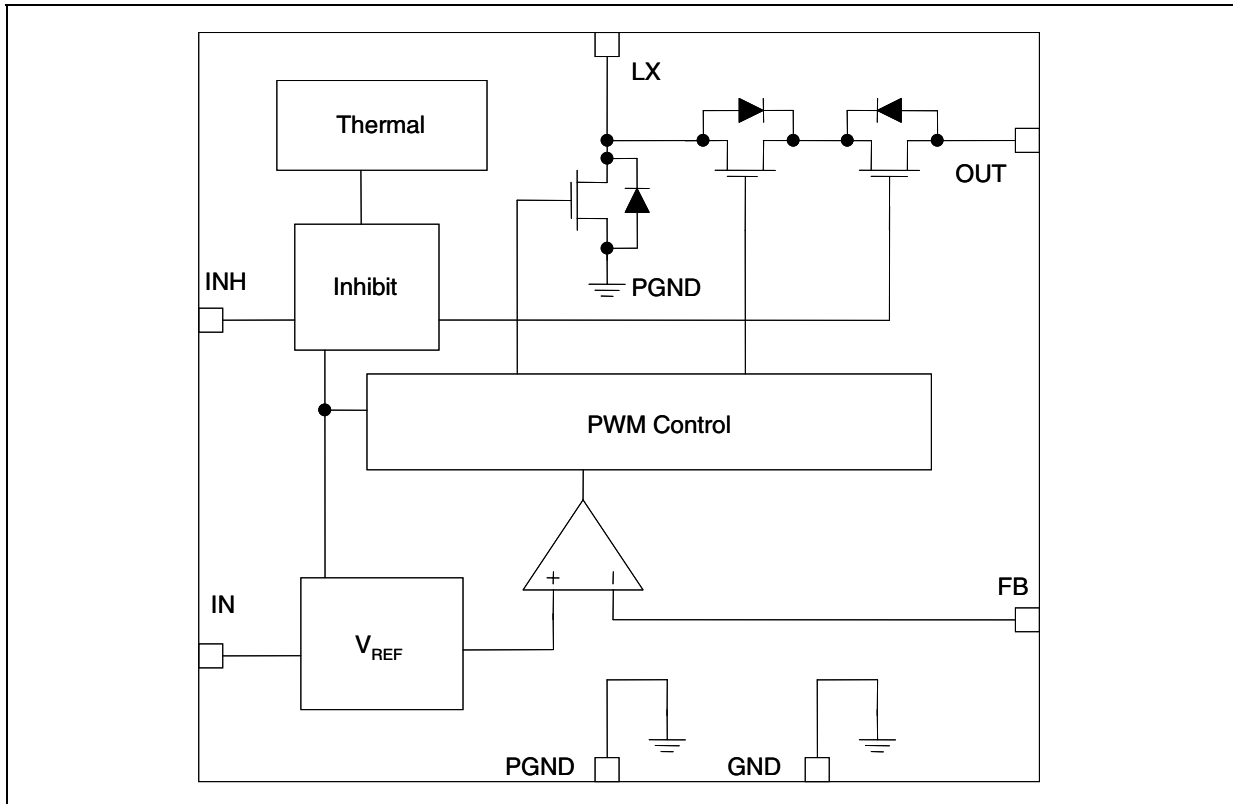 LX
Thermal
OUT
INH
Inhibit
PGND
PWM Control
+
−
FB
IN
VREF
PGND
GND